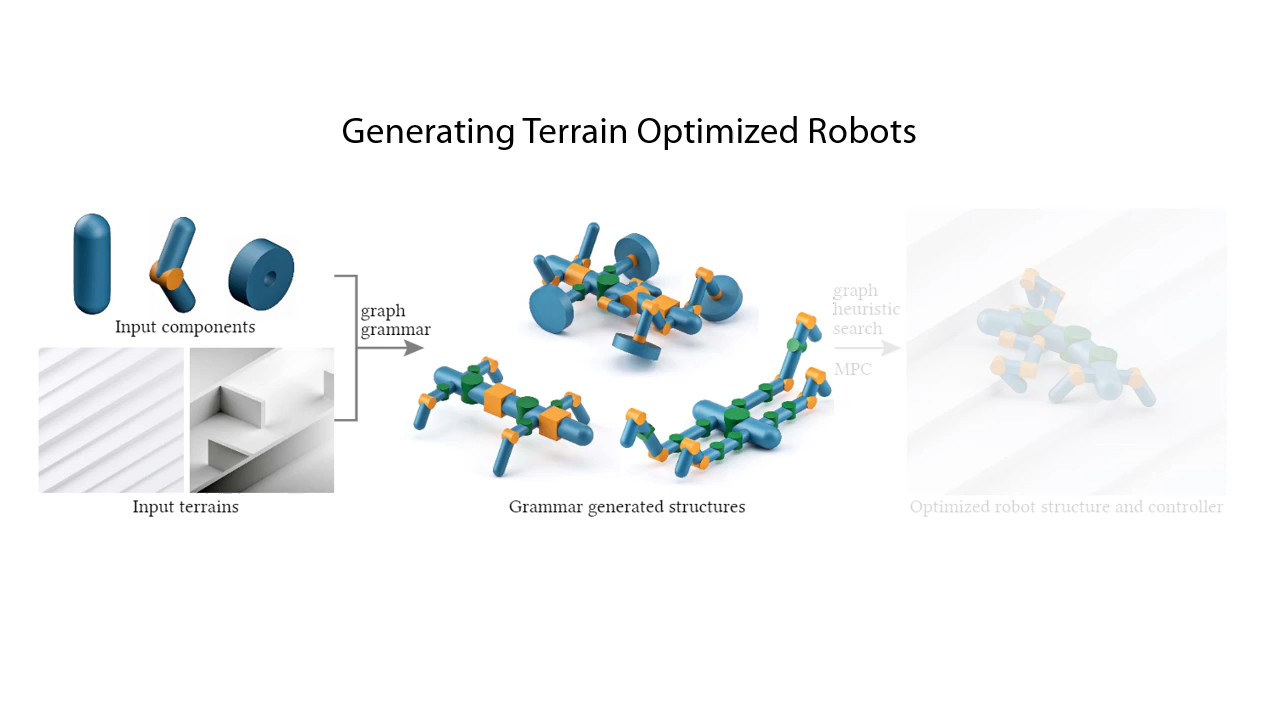 Generating Terrain Optimized Robots
Input components
graph
grammar
Input terrains
Grammar generated structures
graph
heuristic
search
MPC
Optimized robot structure and controller